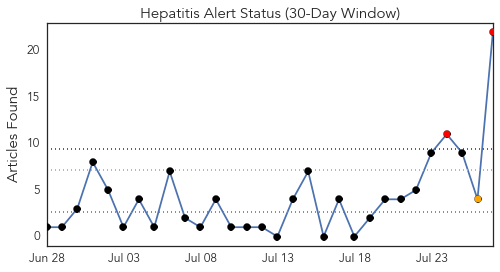 Hepatitis Alert Status (30-Day Window)
Articles Found
20
15
10
5
0
Jun 28
Jul 03
Jul 08
Jul 13
Jul 18
Jul 23